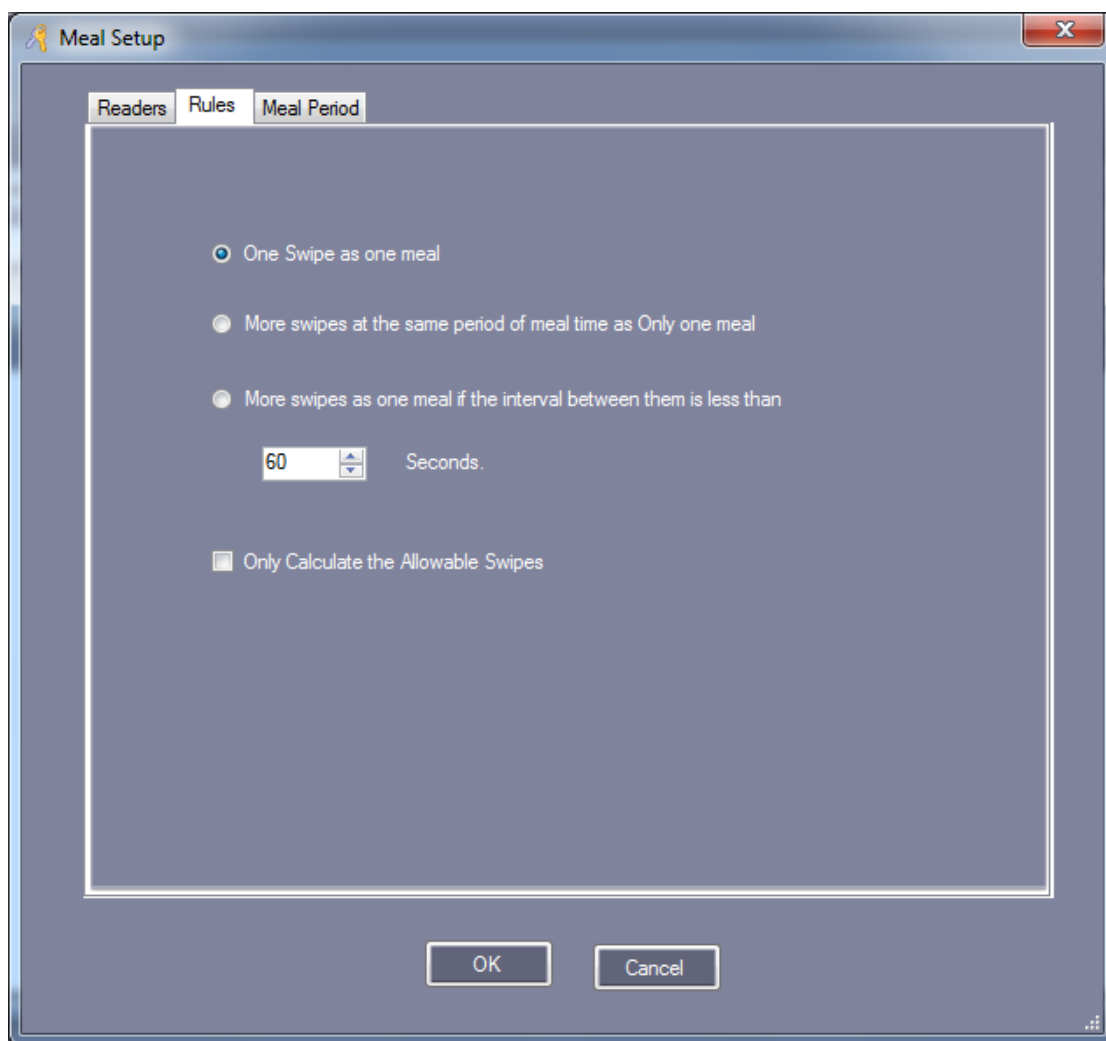 Meal Setup
Readers Rules Meal Period
One Swipe as one meal
More swipes at the same period of meal time as Only one meal
More swipes as one meal if the interval between them is less than
60 Seconds.
Only Calculate the Allowable Swipes
OK Cancel